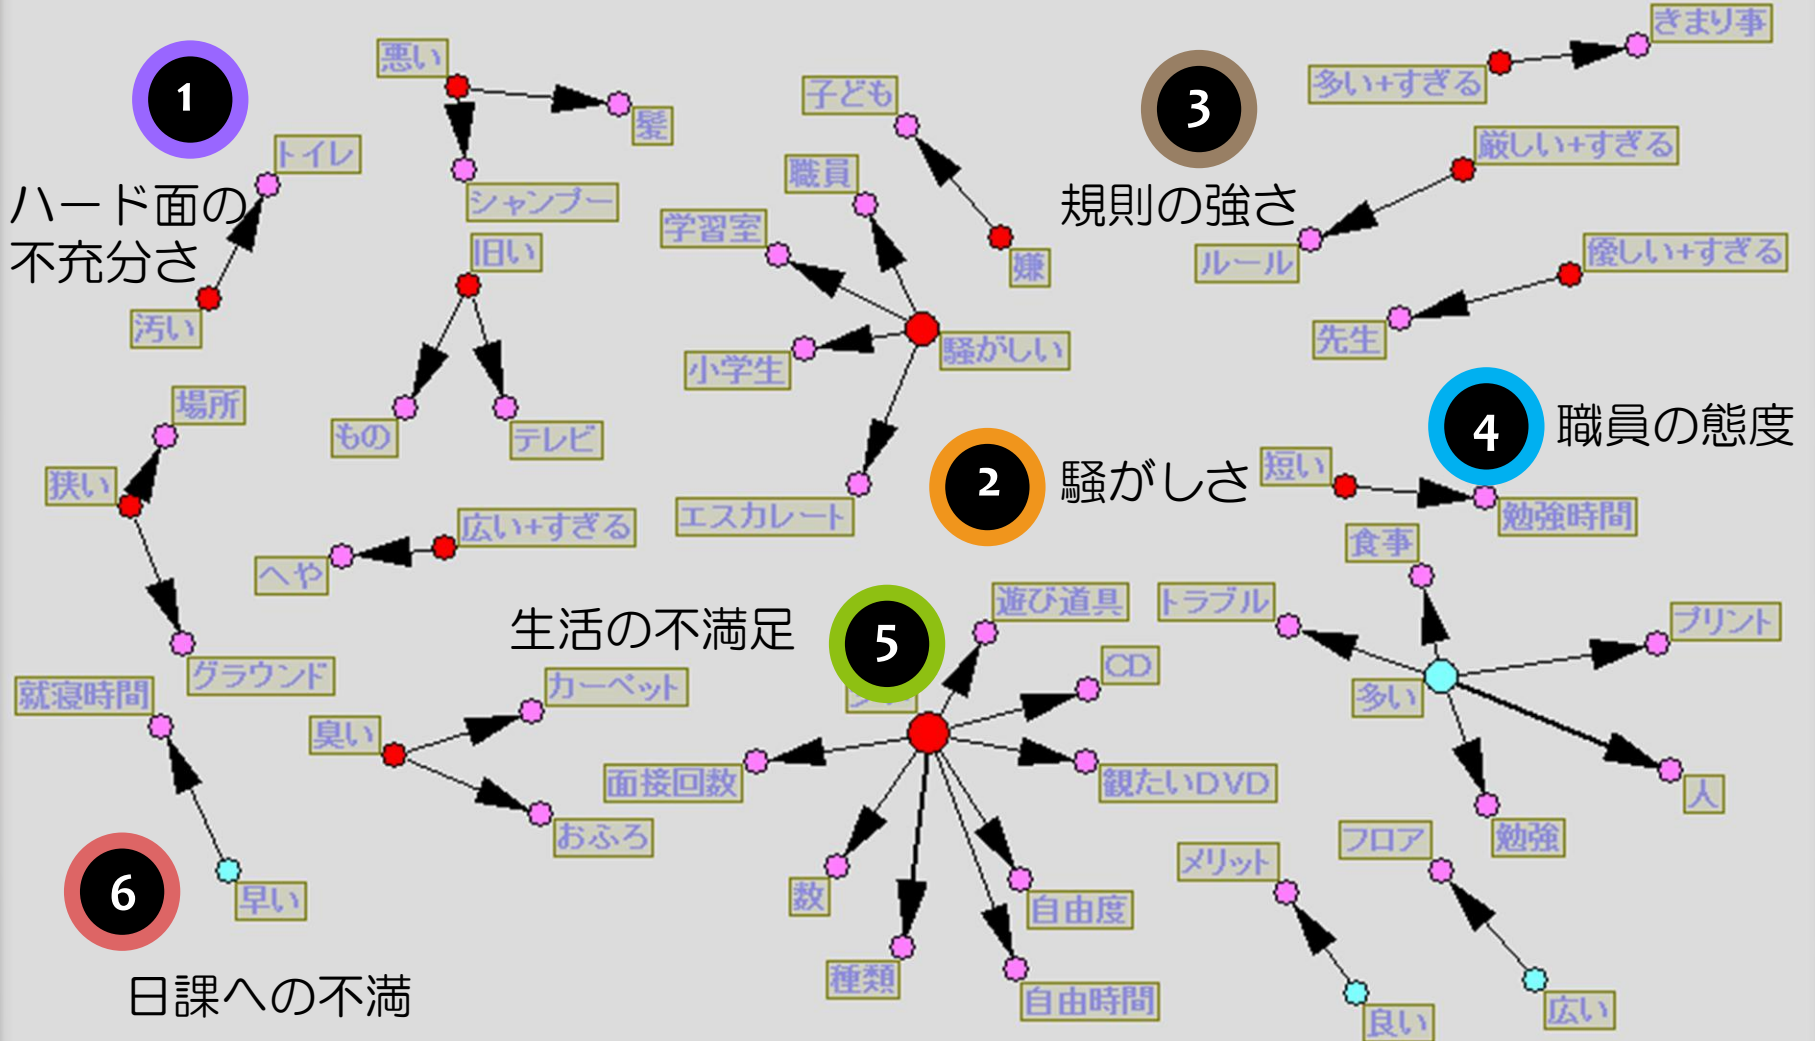 1
ハード面の
不充分さ
トイレ
汚い
悪い
髪
シャンプー
旧い
もの
テレビ
場所
狭い
グラウンド
広い+すぎる
へや
子ども
嫌
職員
学習室
小学生
騒がしい
エスカレート
2
騒がしさ
3
規則の強さ
きまり事
多い+すぎる
厳しい+すぎる
ルール
優しい+すぎる
先生
4
職員の態度
短い
勉強時間
食事
トラブル
プリント
多い
人
勉強
生活の不満足
5
遊び道具
CD
観たいDVD
面接回数
数
種類
自由度
自由時間
カーペット
臭い
おふろ
就寝時間
早い
6
日課への不満
メリット
良い
フロア
広い